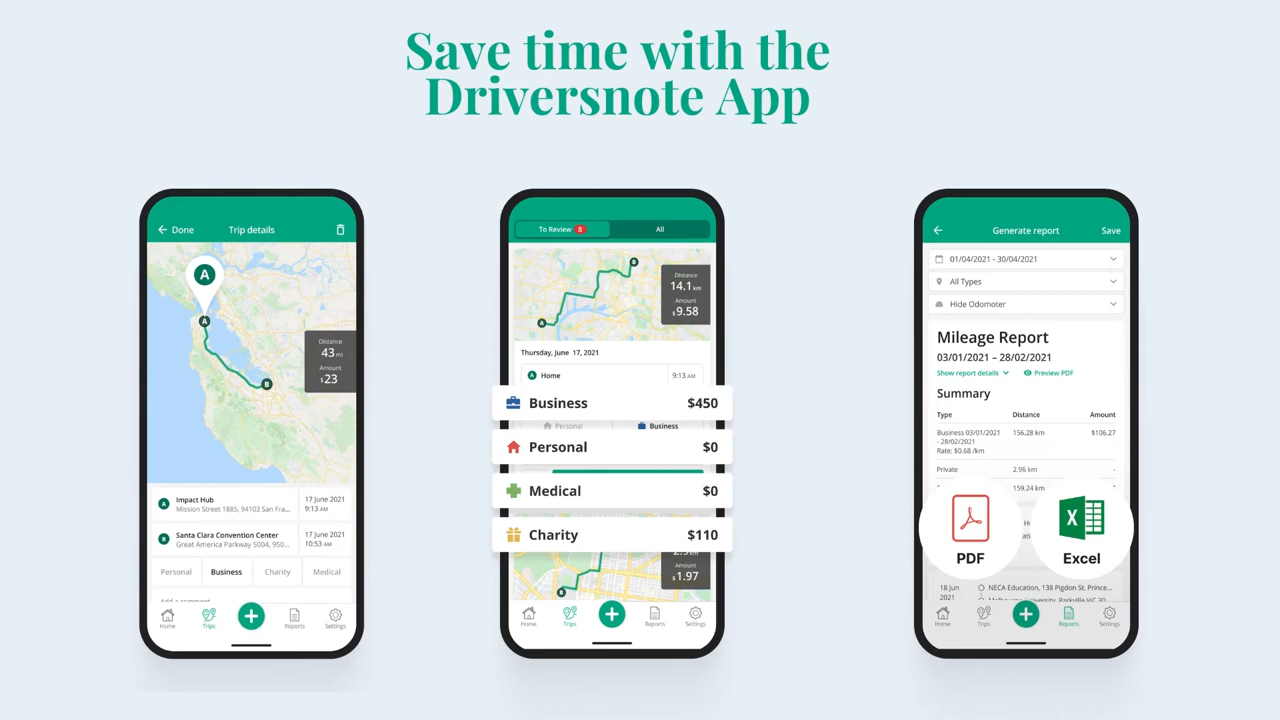 Save time with the
Driversnote App
Done
Trip details
A
A
B
Distance
43 mi
Amount
$23
A
Impact Hub
Mission Street 1885, 94103 San Fra...
17 June 2021
9:13 AM
B
Santa Clara Convention Center
Great America Parkway 5004, 950...
17 June 2021
10:53 AM
Personal
Business
Charity
Medical
Add a comment
Home
Trips
Reports
Settings
To Review 8
All
B
A
Distance
14.1 km
Amount
$9.58
Thursday, June 17, 2021
A
Home
9:13 AM
Business
$450
Personal
Business
Personal
$0
Medical
$0
Charity
$110
Amount
$1.97
B
Home
Trips
Reports
Settings
Generate report
Save
01/04/2021 - 30/04/2021
All Types
Hide Odomoter
Mileage Report
03/01/2021 – 28/02/2021
Show report details
Preview PDF
Summary
Type
Distance
Amount
Business 03/01/2021
- 28/02/2021
Rate: $0.68 /km
156.28 km
$106.27
Private
2.96 km
-
159.24 km
PDF
X
Excel
18 Jun
2021
NECA Education, 138 Pigdon St, Prince...
Melbourne University, Parkville VIC 30
Home
Trips
Reports
Settings